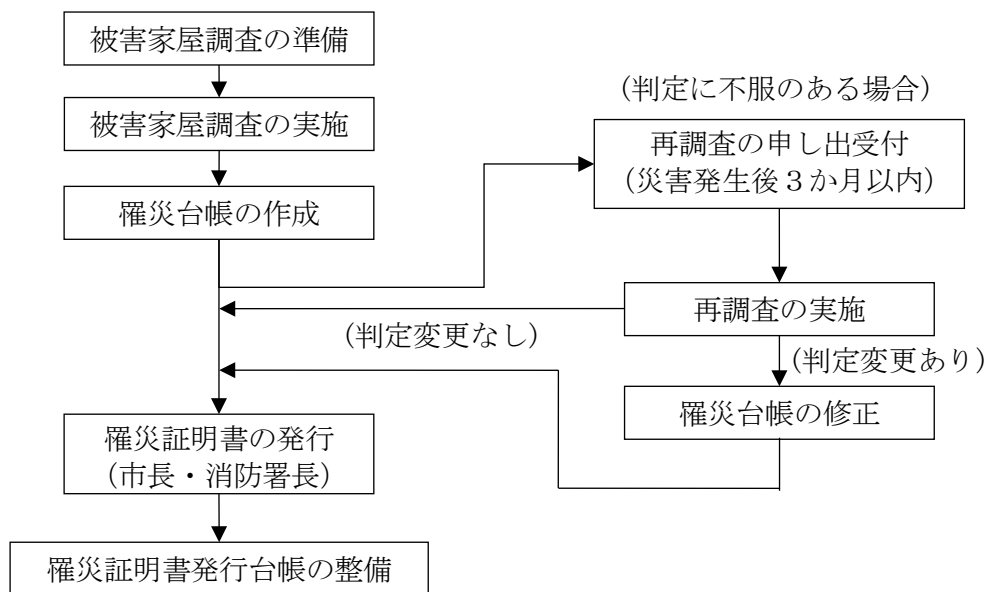 被害家屋調査の準備
被害家屋調査の実施
罹災台帳の作成
(判定に不服のある場合)
再調査の申し出受付
(災害発生後３か月以内)
再調査の実施
(判定変更なし)
(判定変更あり)
罹災台帳の修正
罹災証明書の発行
(市長・消防署長)
罹災証明書発行台帳の整備